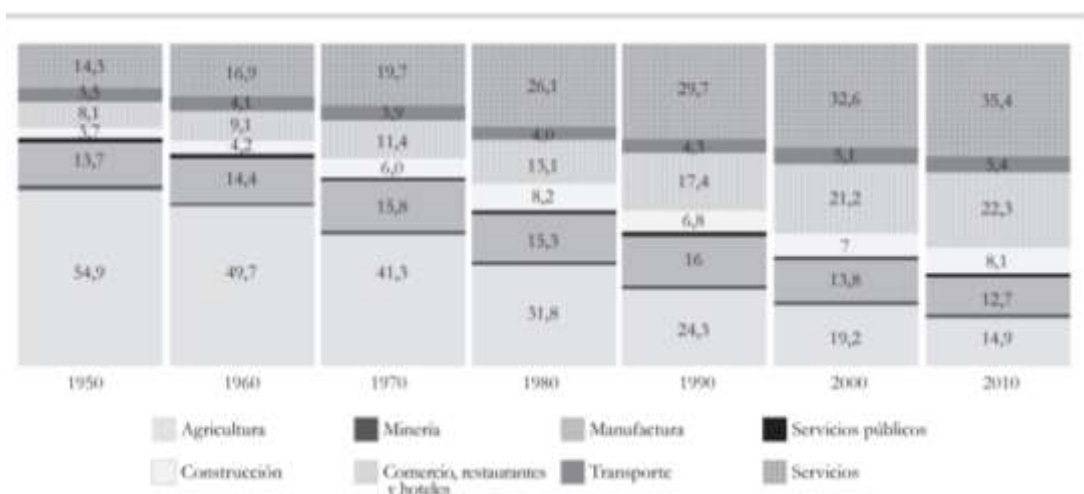 14,3 16,9 19,7 26,1 29,7 32,6 35,4
3,5 4,1 3,9 4,0 4,3 5,1 5,4
8,1 9,1 11,4 13,1 17,4 21,2 22,3
3,7 4,2 6,0 8,2 6,8 7 8,1
13,7 14,4 15,8 15,3 16 13,8 12,7
54,9 49,7 41,3 31,8 24,3 19,2 14,9
1950 1960 1970 1980 1990 2000 2010
Agricultura Minería Manufactura Servicios públicos
Construcción Comercio, restaurantes Transporte Servicios
y hoteles